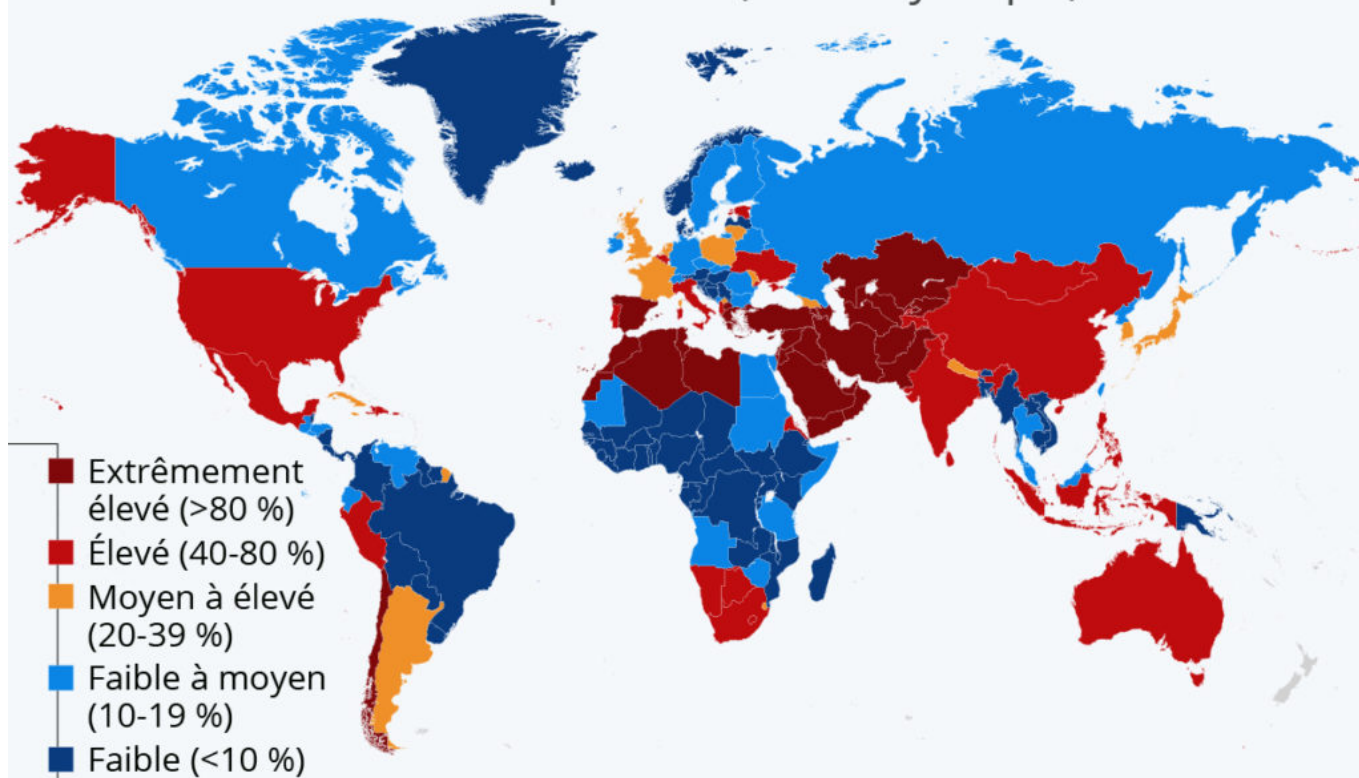 Extrêmement
élevé (>80 %)
Élevé (40-80 %)
Moyen à élevé
(20-39 %)
Faible à moyen
(10-19 %)
Faible (<10 %)